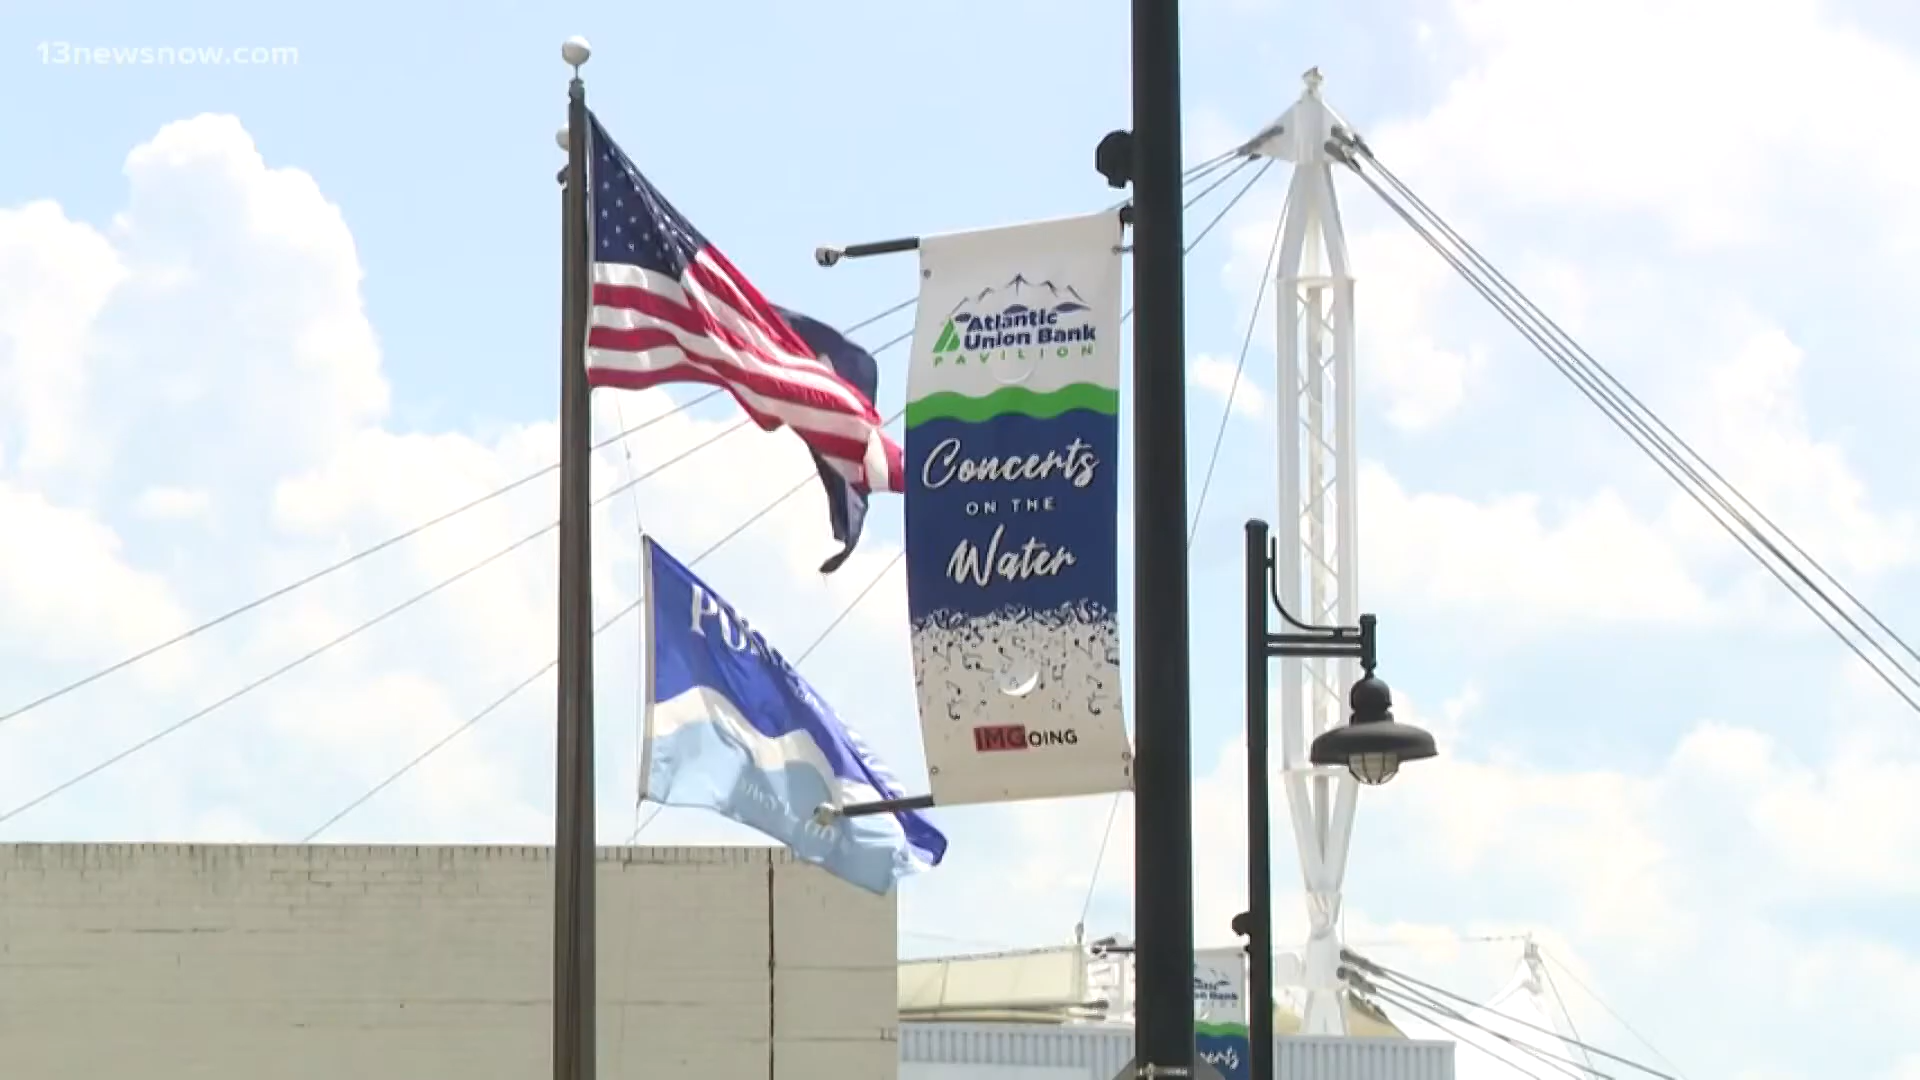 13newsnow.com
Atlantic
Union Bank
PAVILION
Concerts
ON THE
Water
IMGOING